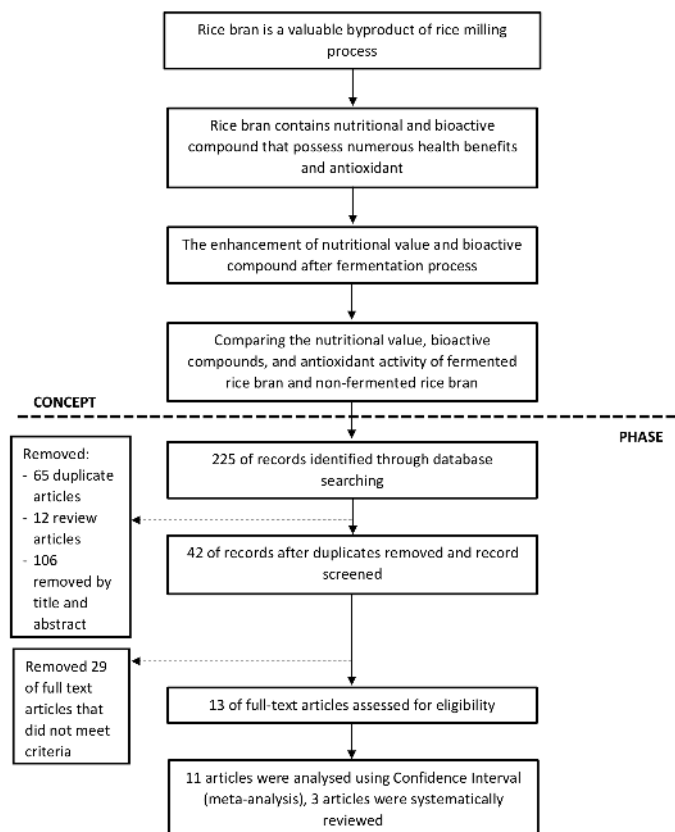 Rice bran is a valuable byproduct of rice milling
process
Rice bran contains nutritional and bioactive
compound that possess numerous health benefits
and antioxidant
The enhancement of nutritional value and bioactive
compound after fermentation process
Comparing the nutritional value, bioactive
compounds, and antioxidant activity of fermented
rice bran and non-fermented rice bran
CONCEPT
PHASE
225 of records identified through database
searching
Removed:
- 65 duplicate
articles
- 12 review
articles
- 106
removed by
title and
abstract
42 of records after duplicates removed and record
screened
Removed 29
of full text
articles that
did not meet
criteria
13 of full-text articles assessed for eligibility
11 articles were analysed using Confidence Interval
(meta-analysis), 3 articles were systematically
reviewed